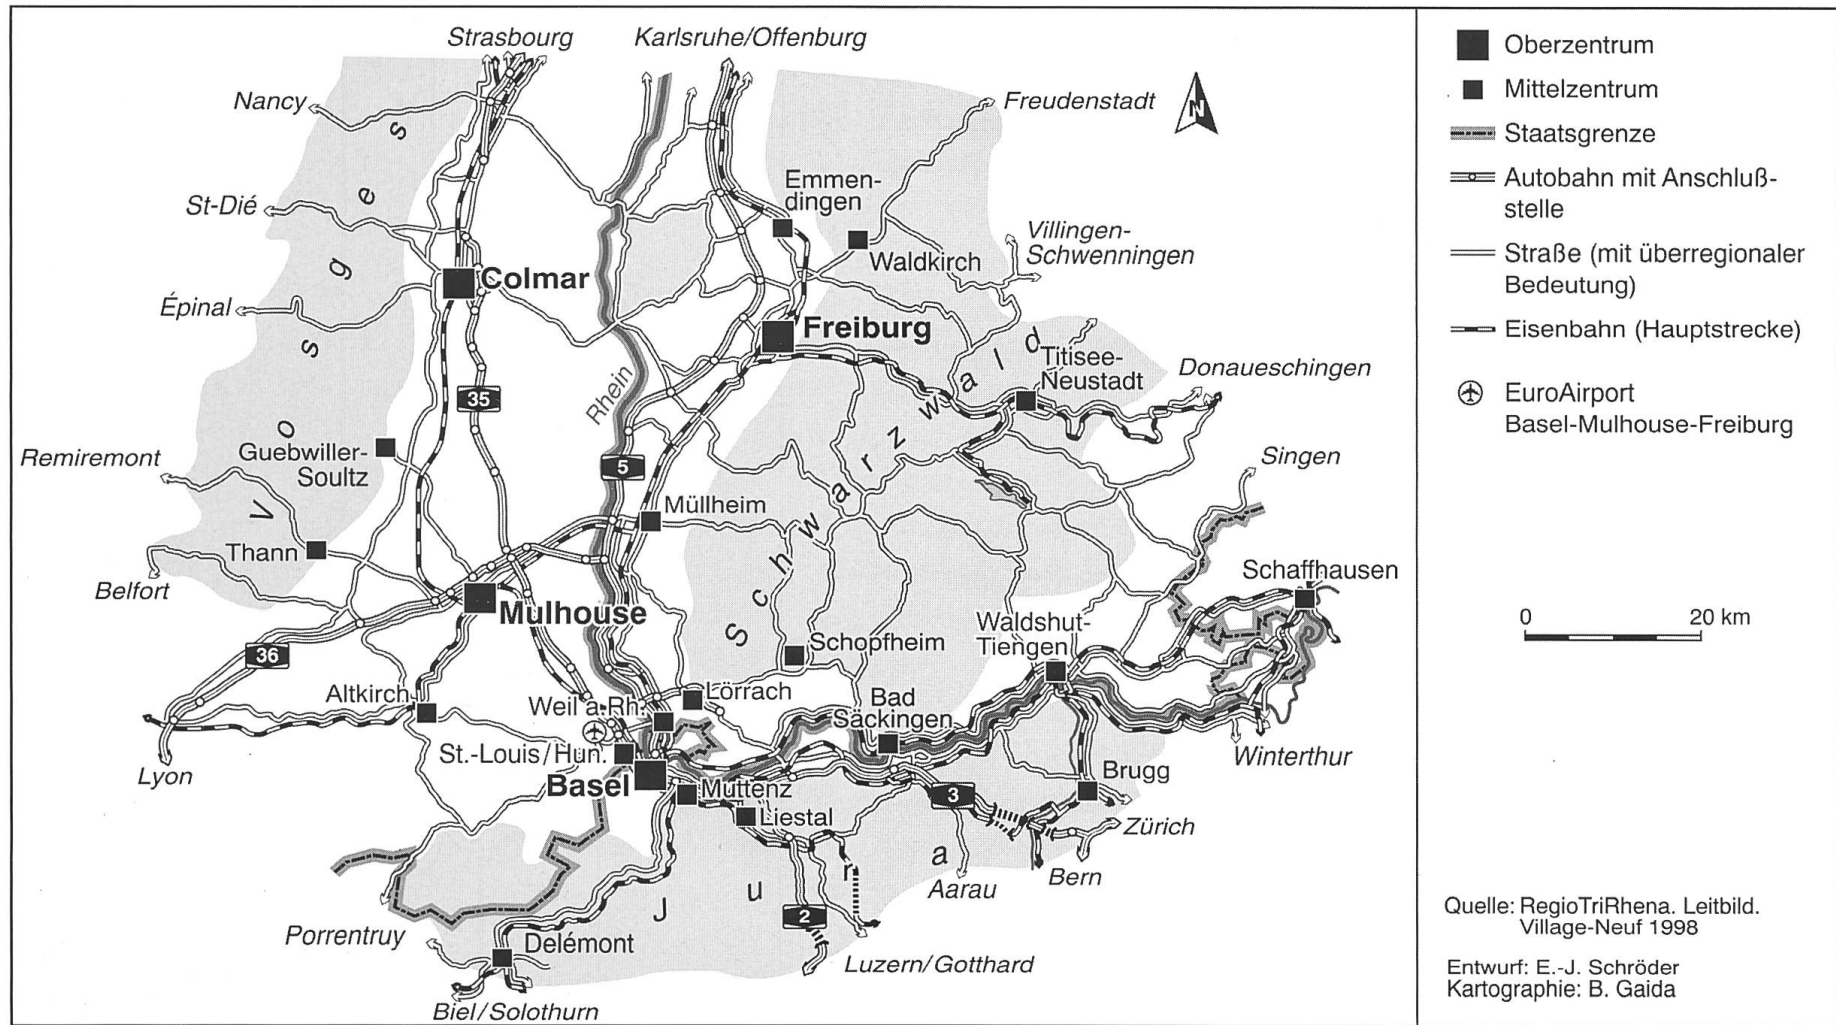 Strasbourg
Karlsruhe/Offenburg
Nancy
Freudenstadt
N
St-Dié
Emmen-
dingen
Villingen-
Schwenningen
Waldkirch
Colmar
Épinal
Freiburg
Titisee-
Neustadt
Donaueschingen
35
Rhein
Vosges
Schwarzwald
Guebwiller-
Soultz
Remiremont
5
Singen
Müllheim
Thann
Belfort
Schaffhausen
Mulhouse
Waldshut-
Tiengen
36
Schopfheim
Altkirch
Lörrach
Weil a.Rh.
Bad
Säckingen
St.-Louis/Hun.
Winterthur
Lyon
Basel
Muttenz
Brugg
3
Liestal
Zürich
Jura
Aarau
Bern
2
Porrentruy
Delémont
Luzern/Gotthard
Biel/Solothurn
Oberzentrum
Mittelzentrum
Staatsgrenze
Autobahn mit Anschluß-
stelle
Straße (mit überregionaler
Bedeutung)
Eisenbahn (Hauptstrecke)
EuroAirport
Basel-Mulhouse-Freiburg
0 20 km
Quelle: RegioTriRhena. Leitbild.
Village-Neuf 1998
Entwurf: E.-J. Schröder
Kartographie: B. Gaida